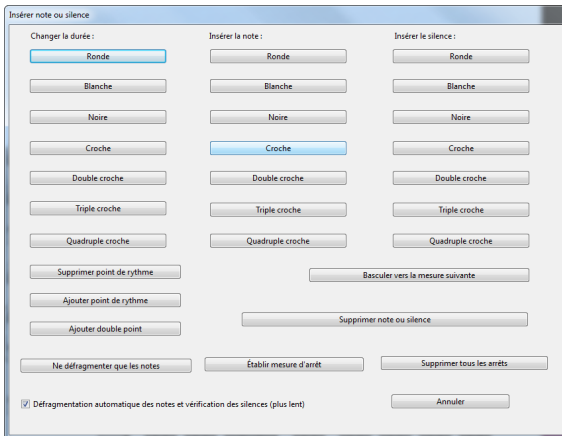 Insérer note ou silence
Changer la durée : Insérer la note : Insérer le silence :
Ronde Ronde Ronde
Blanche Blanche Blanche
Noire Noire Noire
Croche Croche Croche
Double croche Double croche Double croche
Triple croche Triple croche Triple croche
Quadruple croche Quadruple croche Quadruple croche
Supprimer point de rythme Basculer vers la mesure suivante
Ajouter point de rythme
Supprimer note ou silence
Ajouter double point
Ne défragmenter que les notes Établir mesure d'arrêt Supprimer tous les arrêts
Défragmentation automatique des notes et vérification des silences (plus lent) Annuler